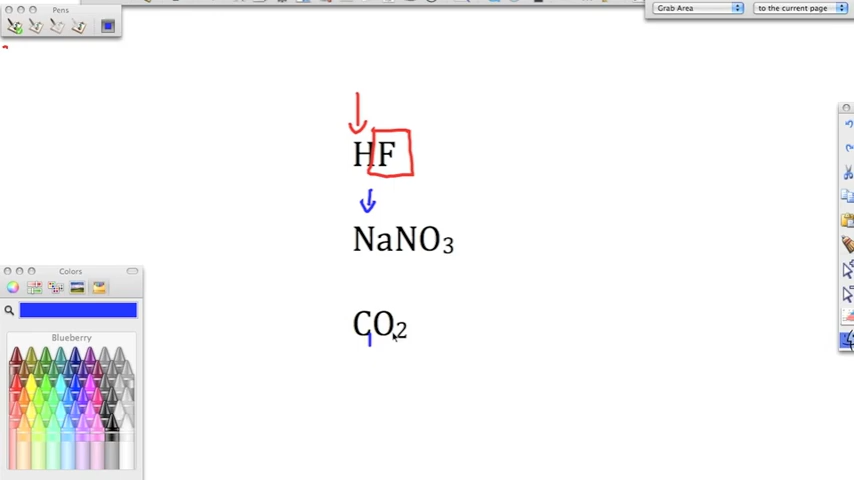 Pens
Grab Area
to the current page
HF
NaNO₃
CO₂
Colors
Blueberry